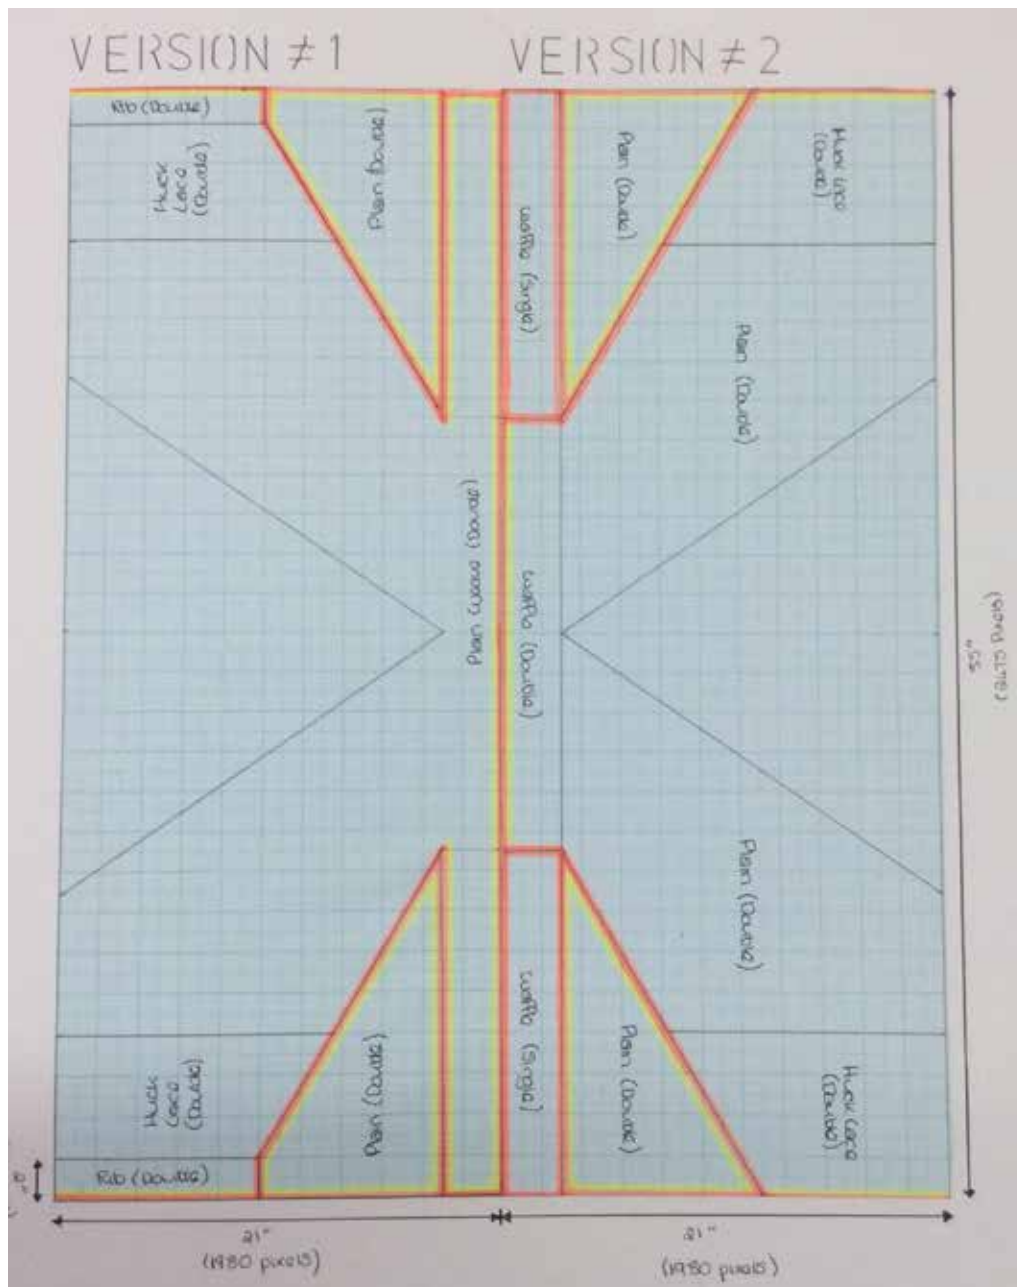 VERSION ≠ 1
VERSION ≠ 2
Rib (Double)
Huck
Lace
(Double)
Plain (Double)
Waffle (Single)
Plain (Double)
Huck Lace
(Double)
Plain (Double)
Plain Weave (Double)
Waffle (Double)
55"
Plain (Double)
Huck
Lace
(Double)
Plain (Double)
Waffle (Single)
Plain (Double)
Huck Lace
(Double)
Rib (Double)
2"
21"
(1980 pixels)
21"
(1980 pixels)